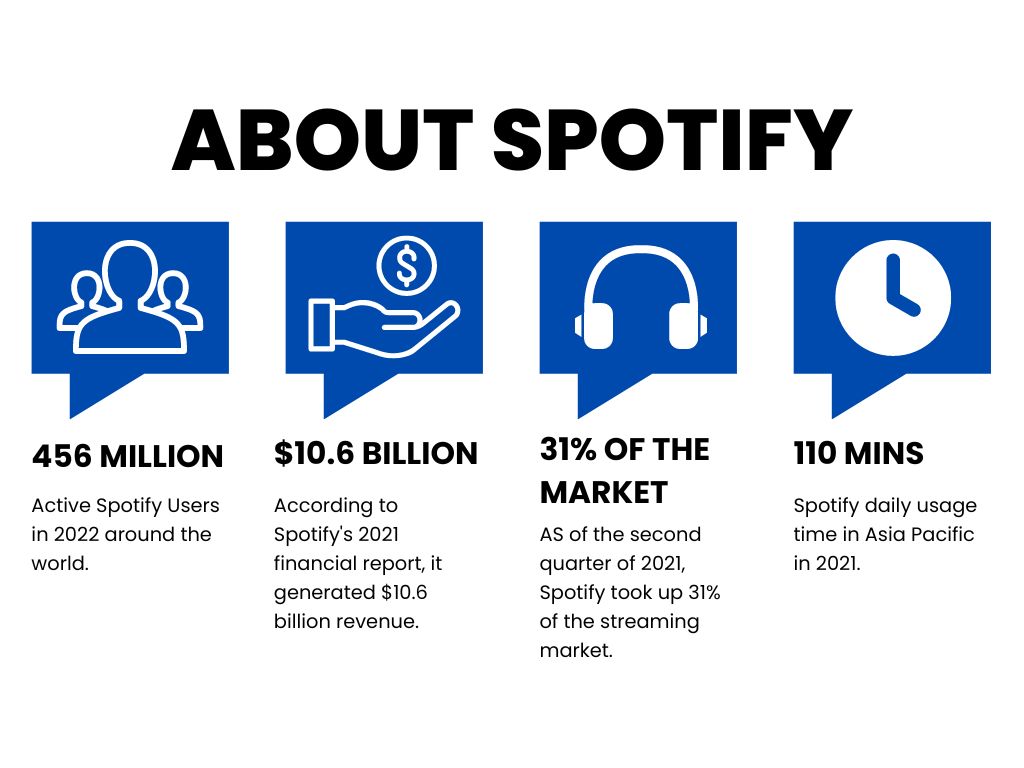 ABOUT SPOTIFY
456 MILLION
Active Spotify Users
in 2022 around the
world.
$10.6 BILLION
According to
Spotify's 2021
financial report, it
generated $10.6
billion revenue.
31% OF THE
MARKET
AS of the second
quarter of 2021,
Spotify took up 31%
of the streaming
market.
110 MINS
Spotify daily usage
time in Asia Pacific
in 2021.